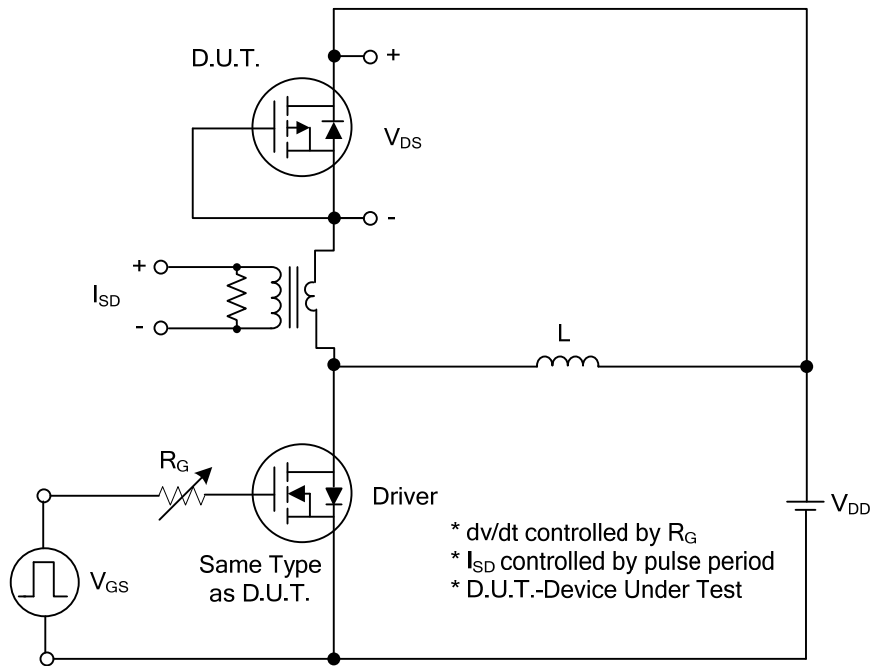 D.U.T.
+
VDS
-
+
ISD
-
L
RG
Driver
VDD
VGS
Same Type
as D.U.T.
* dv/dt controlled by RG
* ISD controlled by pulse period
* D.U.T.-Device Under Test